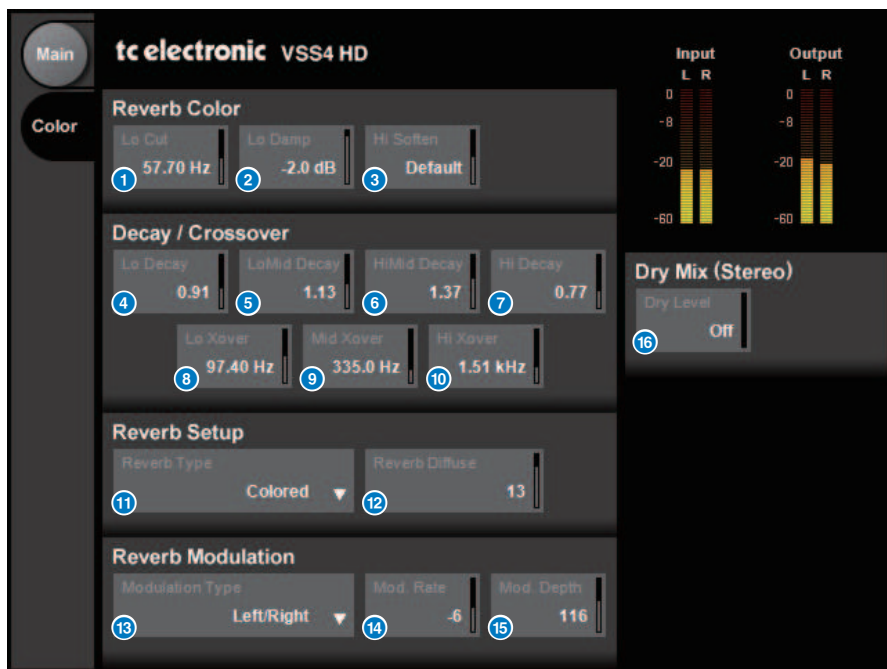 Main
Color
tc electronic VSS4 HD
Reverb Color
Lo Cut
57.70 Hz
1
Lo Damp
-2.0 dB
2
Hi Soften
Default
3
Decay / Crossover
Lo Decay
0.91
4
LoMid Decay
1.13
5
HiMid Decay
1.37
6
Hi Decay
0.77
7
Lo Xover
97.40 Hz
8
Mid Xover
335.0 Hz
9
Hi Xover
1.51 kHz
10
Reverb Setup
Reverb Type
Colored
11
Reverb Diffuse
13
12
Reverb Modulation
Modulation Type
Left/Right
13
Mod. Rate
-6
14
Mod. Depth
116
15
Input
L R
0
-8
-20
-60
Output
L R
0
-8
-20
-60
Dry Mix (Stereo)
Dry Level
Off
16